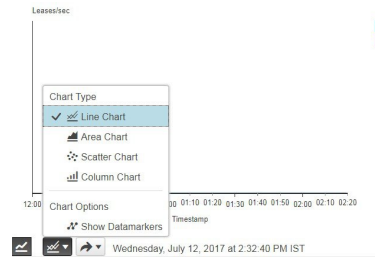 Leases/sec
Chart Type
Line Chart
Area Chart
Scatter Chart
Column Chart
Chart Options
Show Datamarkers
12:00 01:10 01:20 01:30 01:40 01:50 02:00 02:10 02:20
Timestamp
Wednesday, July 12, 2017 at 2:32:40 PM IST